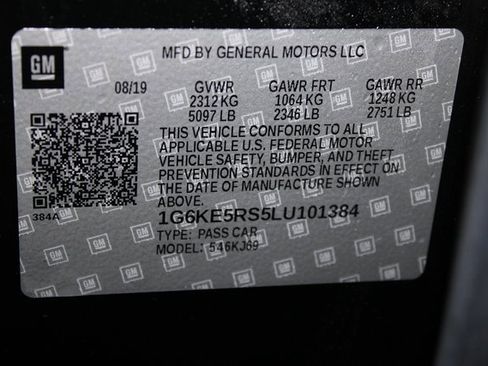 GM
MFD BY GENERAL MOTORS LLC
08/19 GVWR GAWR FRT GAWR RR
2312 KG 1064 KG 1248 KG
5097 LB 2346 LB 2751 LB
THIS VEHICLE CONFORMS TO ALL
APPLICABLE U.S. FEDERAL MOTOR
VEHICLE SAFETY, BUMPER, AND THEFT
PREVENTION STANDARDS IN EFFECT ON
THE DATE OF MANUFACTURE SHOWN
ABOVE.
384A
1G6KE5RS5LU101384
TYPE: PASS CAR
MODEL: 546KJ69